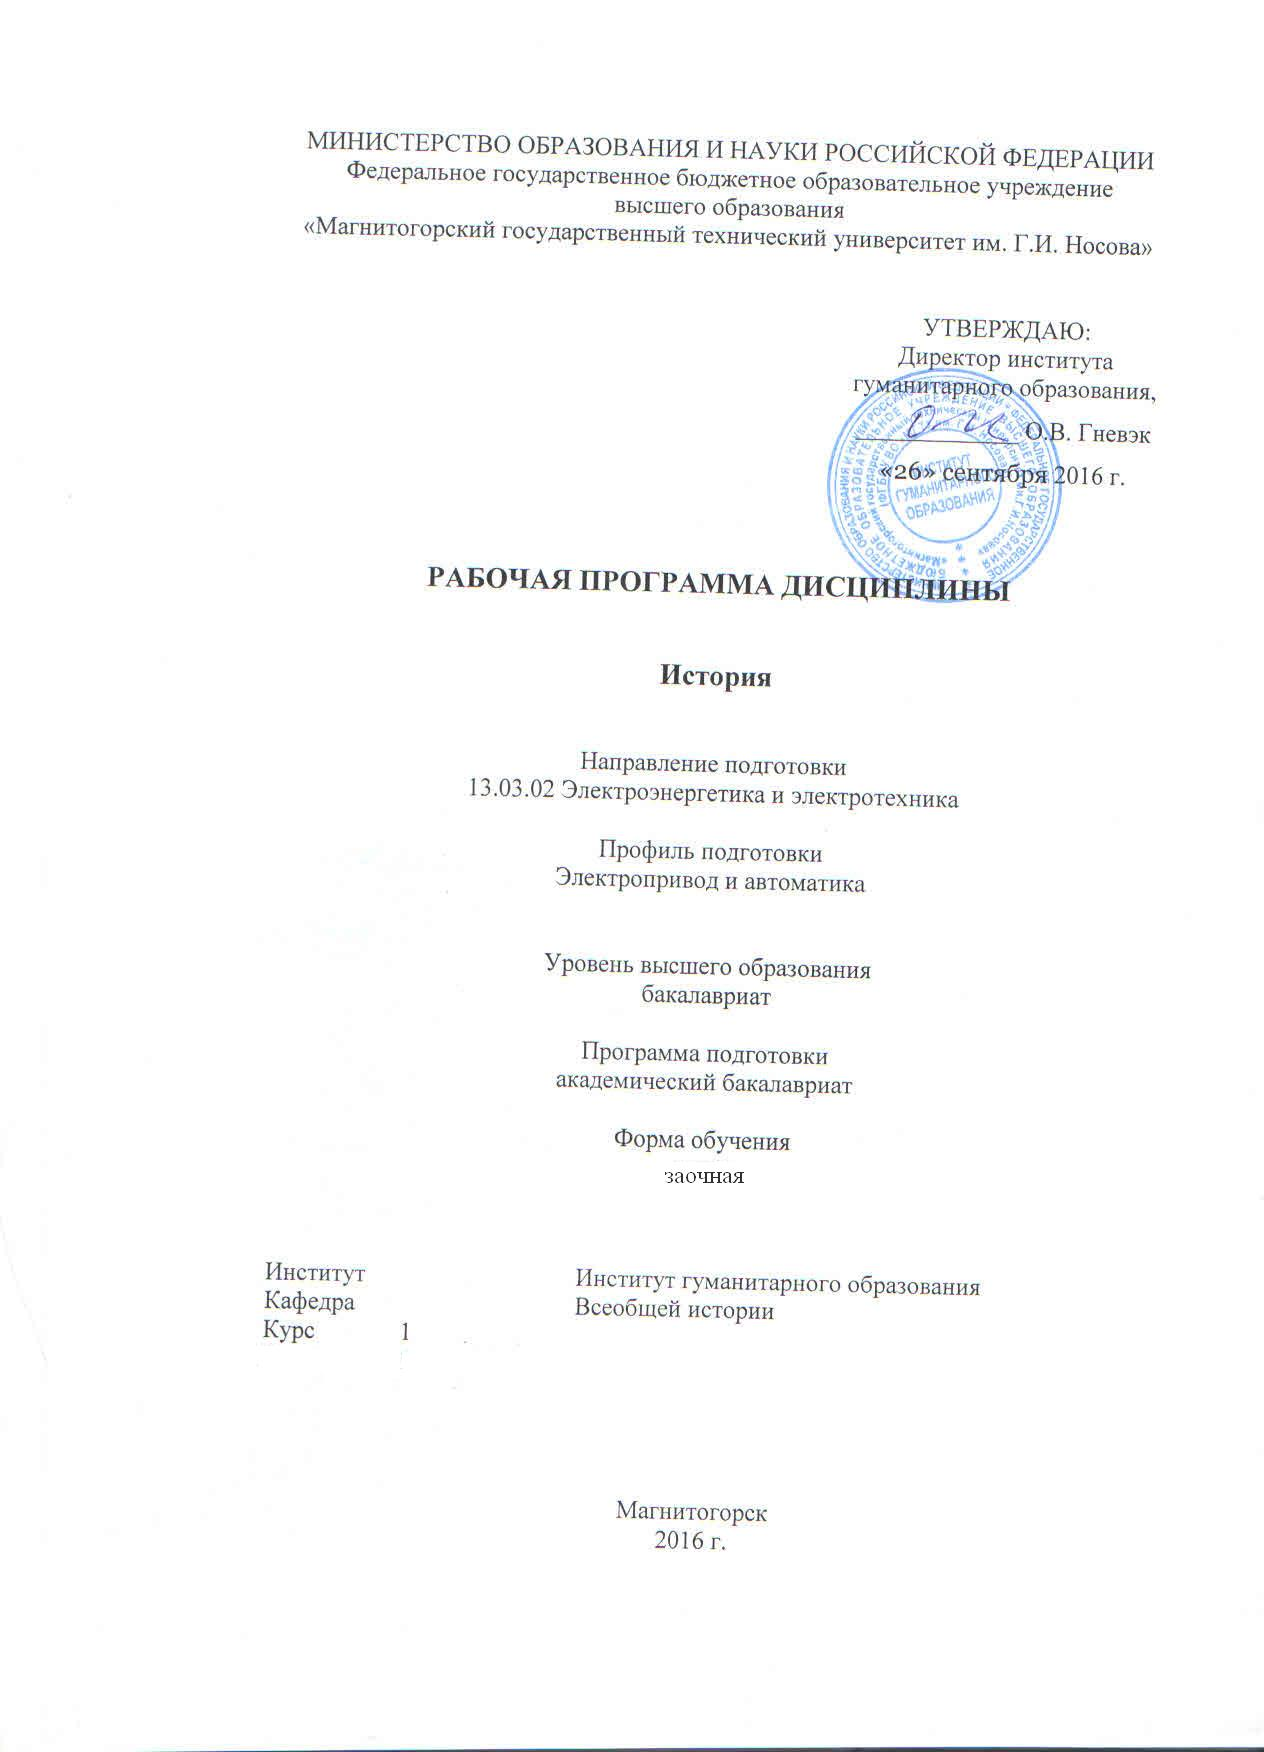 МИНИСТЕРСТВО ОБРАЗОВАНИЯ И НАУКИ РОССИЙСКОЙ ФЕДЕРАЦИИ
Федеральное государственное бюджетное образовательное учреждение
высшего образования
«Магнитогорский государственный технический университет им. Г.И. Носова»
УТВЕРЖДАЮ:
Директор института
гуманитарного образования,
О.В. Гневэк
«26» сентября 2016 г.
ИНСТИТУТ
ГУМАНИТАРНОГО
ОБРАЗОВАНИЯ
РАБОЧАЯ ПРОГРАММА ДИСЦИПЛИНЫ
История
Направление подготовки
13.03.02 Электроэнергетика и электротехника
Профиль подготовки
Электропривод и автоматика
Уровень высшего образования
бакалавриат
Программа подготовки
академический бакалавриат
Форма обучения
заочная
Институт Институт гуманитарного образования
Кафедра Всеобщей истории
Курс 1
Магнитогорск
2016 г.